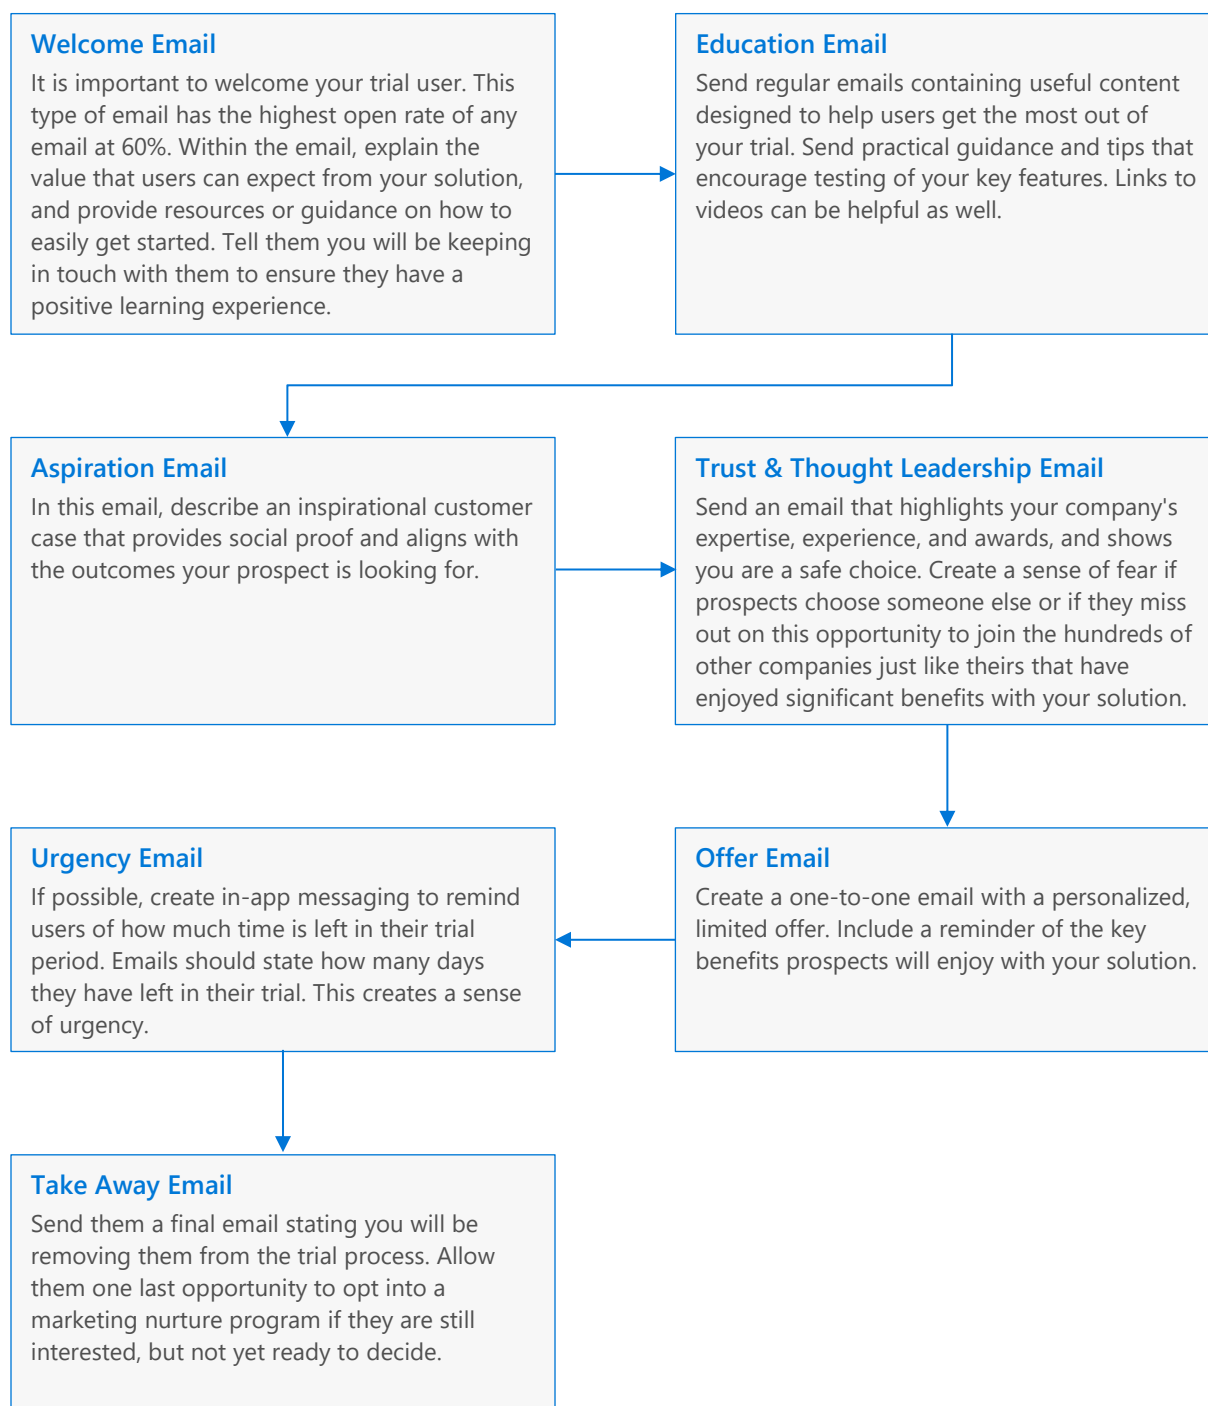 Welcome Email
It is important to welcome your trial user. This
type of email has the highest open rate of any
email at 60%. Within the email, explain the
value that users can expect from your solution,
and provide resources or guidance on how to
easily get started. Tell them you will be keeping
in touch with them to ensure they have a
positive learning experience.
Education Email
Send regular emails containing useful content
designed to help users get the most out of
your trial. Send practical guidance and tips that
encourage testing of your key features. Links to
videos can be helpful as well.
Aspiration Email
In this email, describe an inspirational customer
case that provides social proof and aligns with
the outcomes your prospect is looking for.
Trust & Thought Leadership Email
Send an email that highlights your company's
expertise, experience, and awards, and shows
you are a safe choice. Create a sense of fear if
prospects choose someone else or if they miss
out on this opportunity to join the hundreds of
other companies just like theirs that have
enjoyed significant benefits with your solution.
Offer Email
Create a one-to-one email with a personalized,
limited offer. Include a reminder of the key
benefits prospects will enjoy with your solution.
Urgency Email
If possible, create in-app messaging to remind
users of how much time is left in their trial
period. Emails should state how many days
they have left in their trial. This creates a sense
of urgency.
Take Away Email
Send them a final email stating you will be
removing them from the trial process. Allow
them one last opportunity to opt into a
marketing nurture program if they are still
interested, but not yet ready to decide.